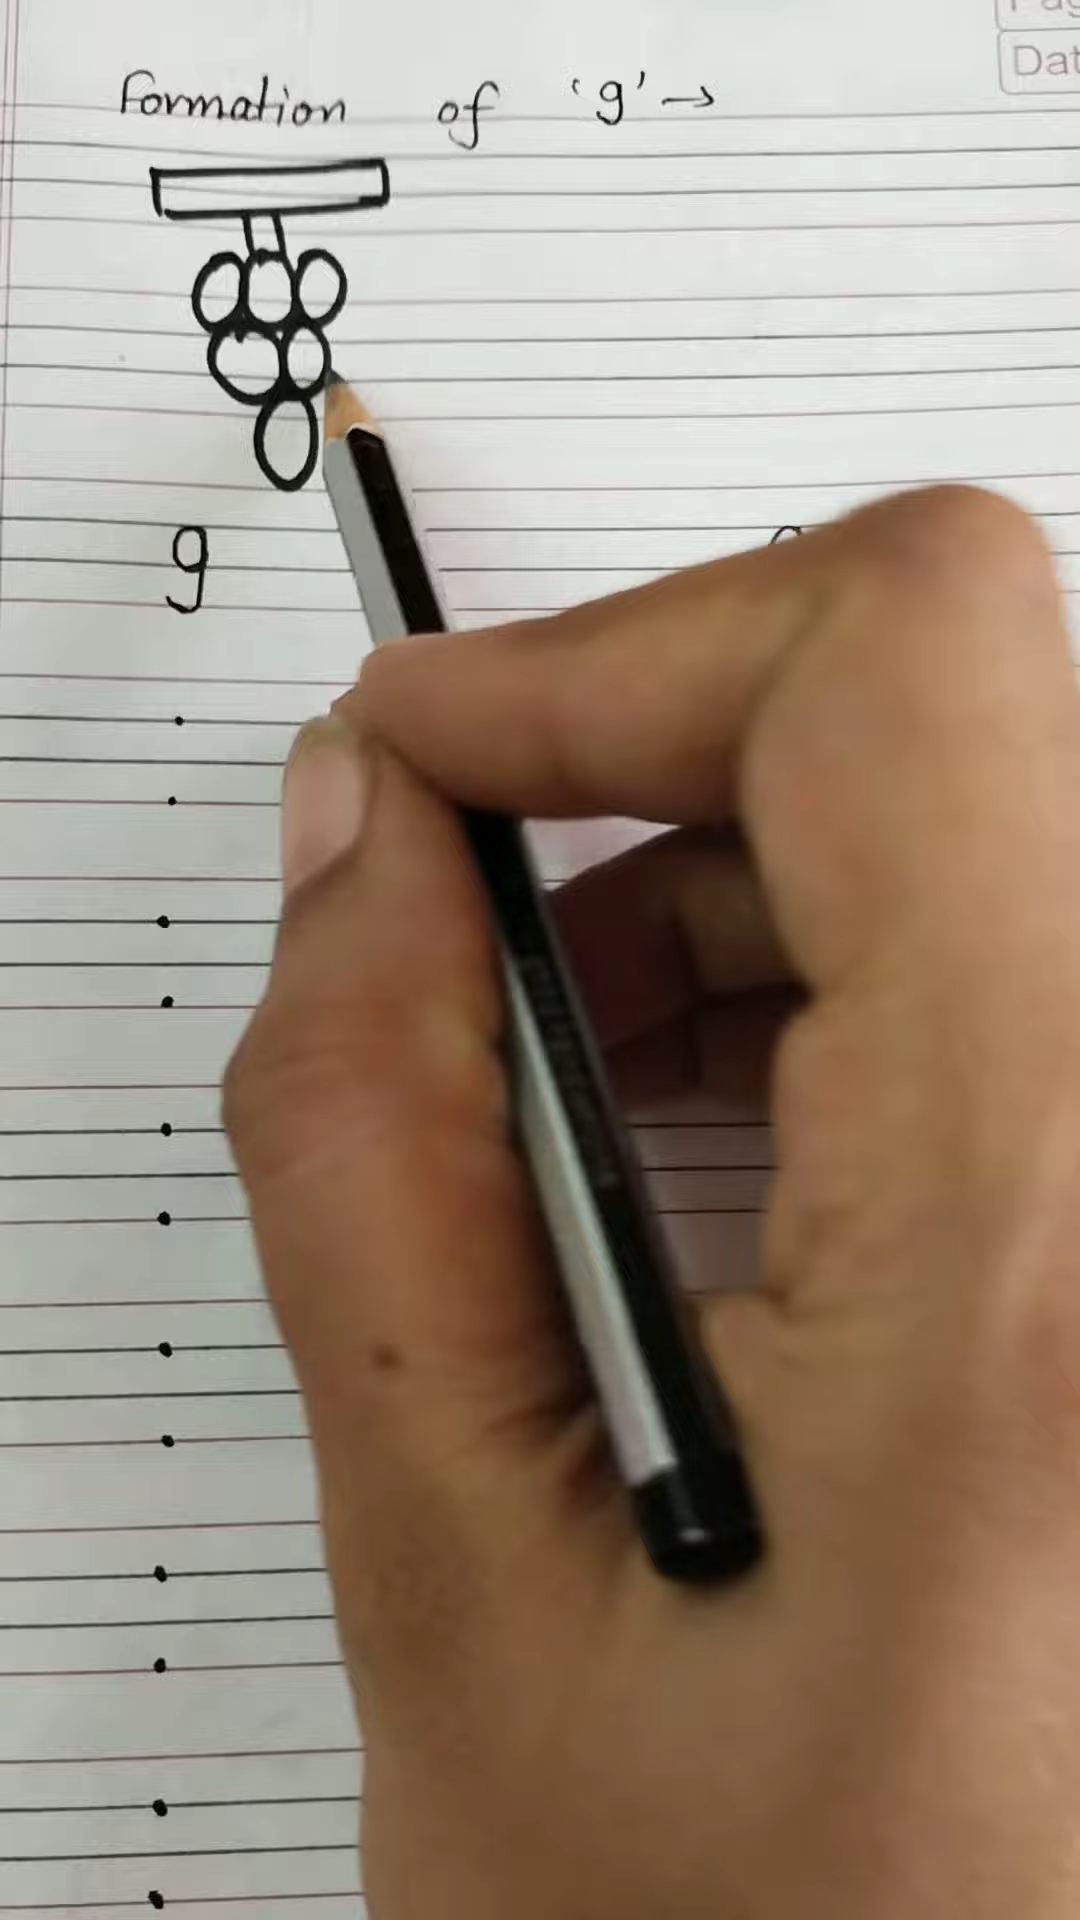 Dat
Formation of 'g' →
g